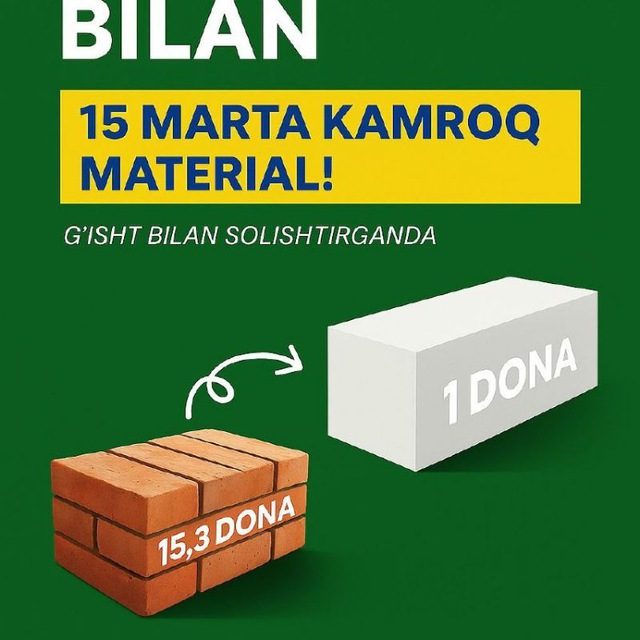 BILAN
15 MARTA KAMROQ
MATERIAL!
G'ISHT BILAN SOLISHTIRGANDA
1 DONA
15,3 DONA